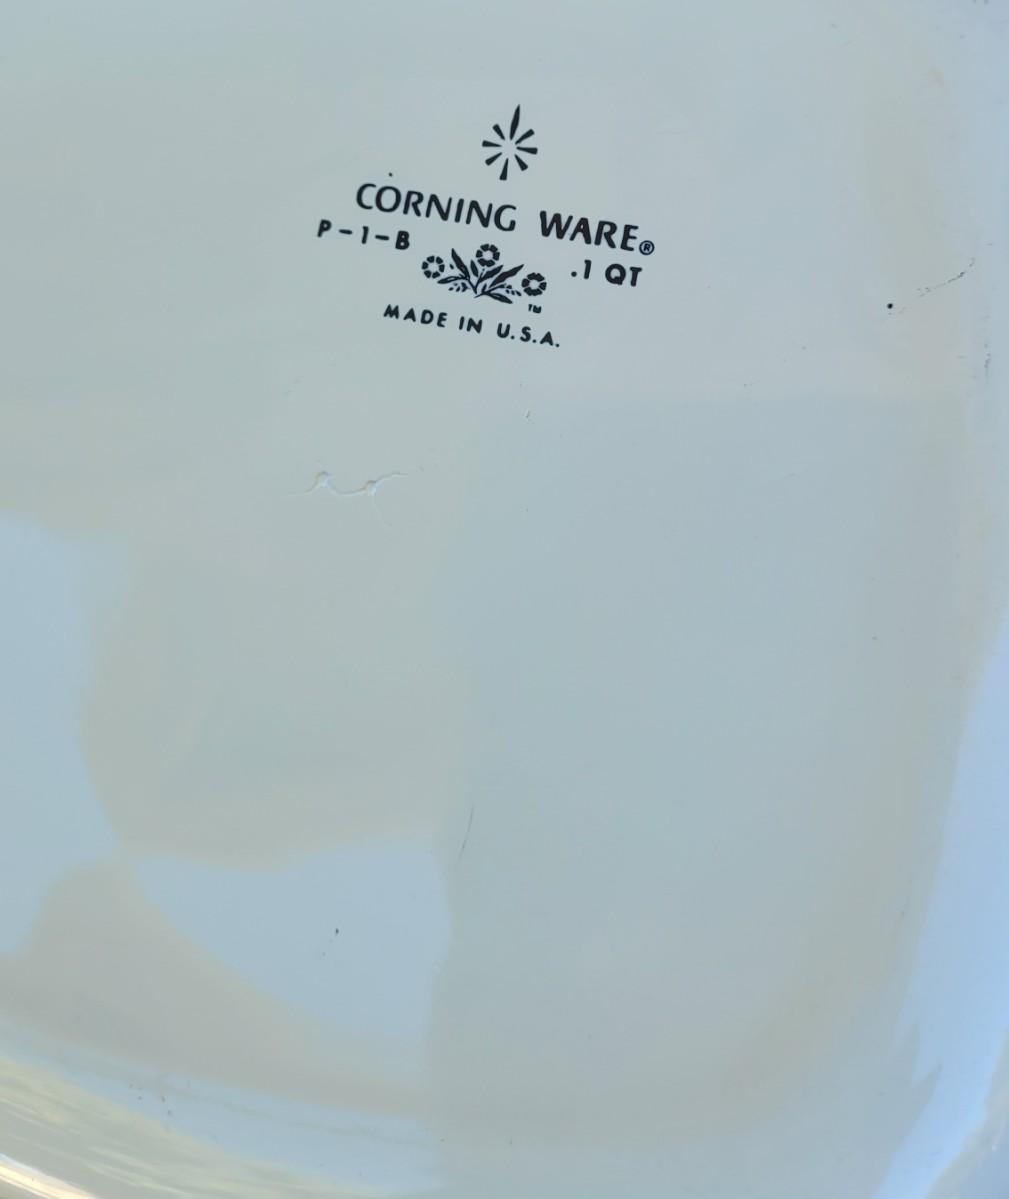 CORNING WARE®
P-1-B .1 QT
TM
MADE IN U.S.A.